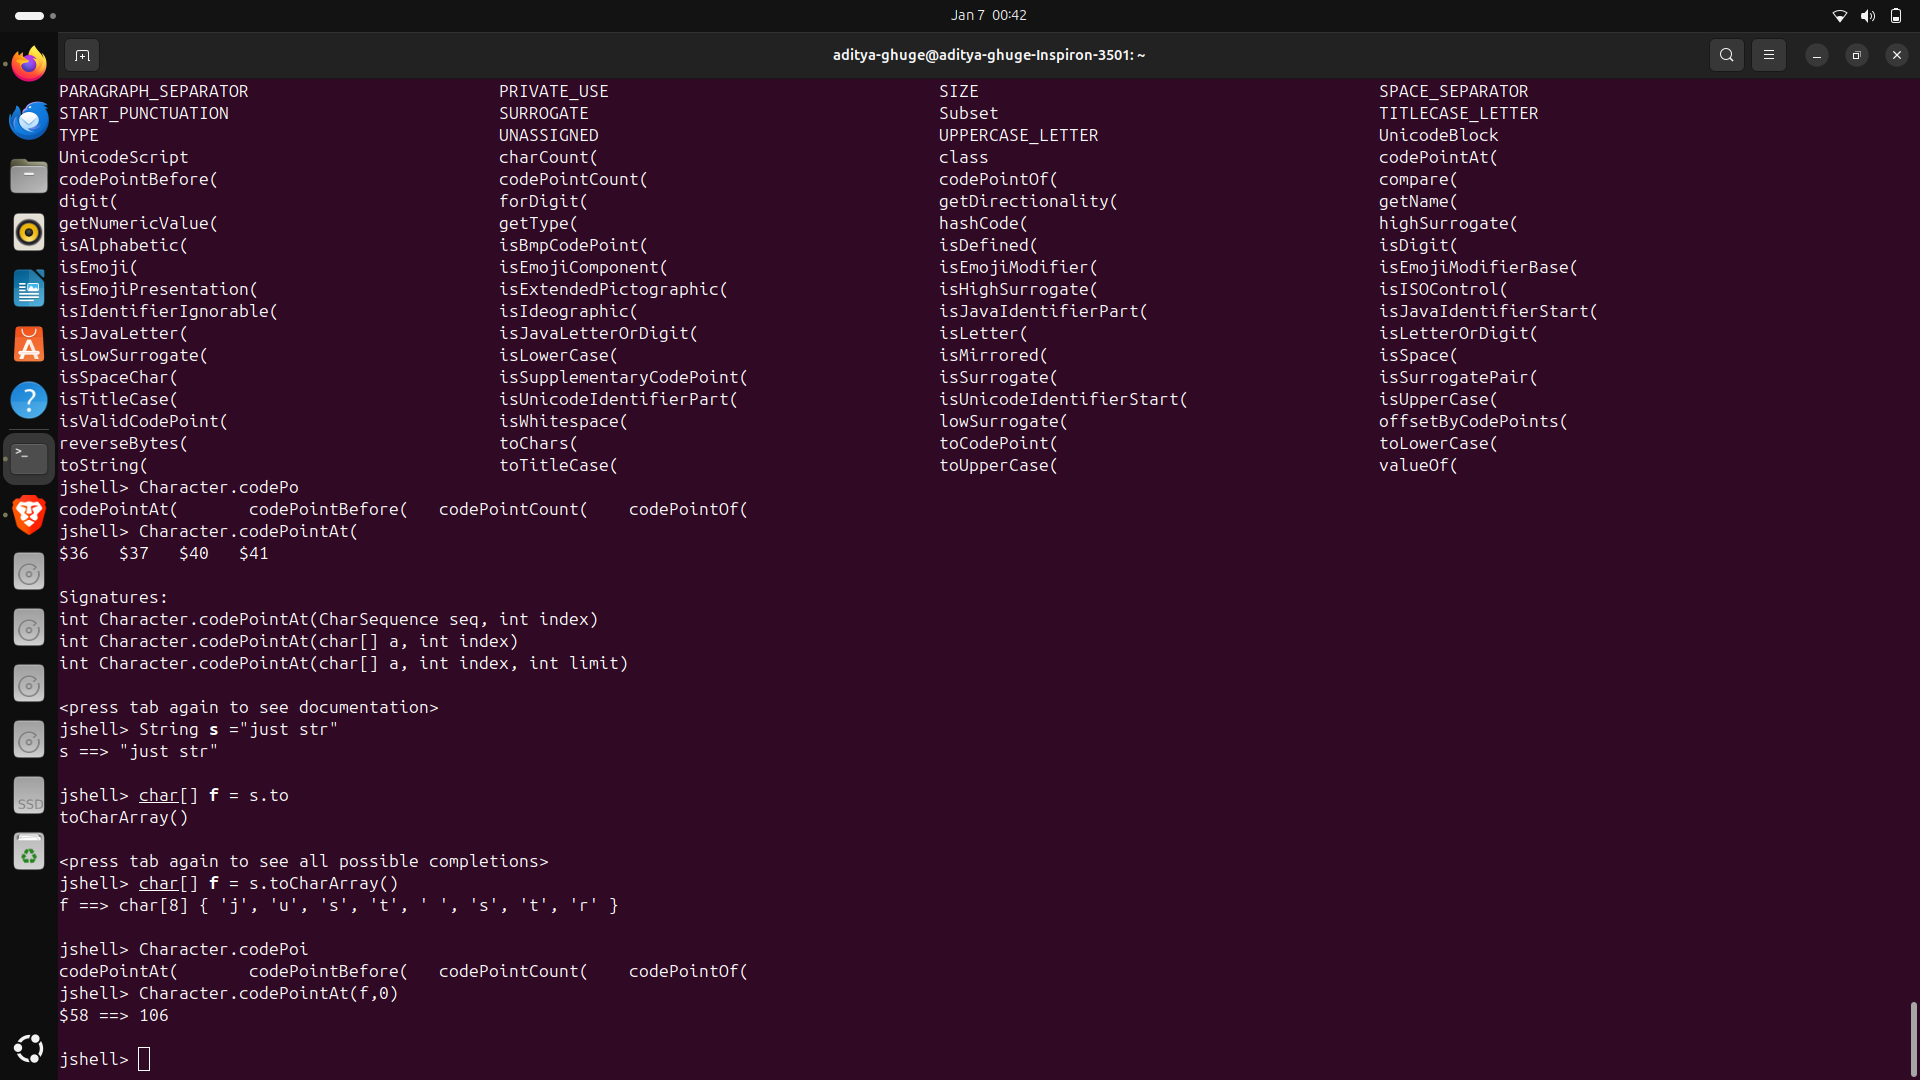 Jan 7 00:42
aditya-ghuge@aditya-ghuge-Inspiron-3501: ~
PARAGRAPH_SEPARATOR PRIVATE_USE SIZE SPACE_SEPARATOR
START_PUNCTUATION SURROGATE Subset TITLECASE_LETTER
TYPE UNASSIGNED UPPERCASE_LETTER UnicodeBlock
UnicodeScript charCount( class codePointAt(
codePointBefore( codePointCount( codePointOf( compare(
digit( forDigit( getDirectionality( getName(
getNumericValue( getType( hashCode( highSurrogate(
isAlphabetic( isBmpCodePoint( isDefined( isDigit(
isEmoji( isEmojiComponent( isEmojiModifier( isEmojiModifierBase(
isEmojiPresentation( isExtendedPictographic( isHighSurrogate( isISOControl(
isIdentifierIgnorable( isIdeographic( isJavaIdentifierPart( isJavaIdentifierStart(
isJavaLetter( isJavaLetterOrDigit( isLetter( isLetterOrDigit(
isLowSurrogate( isLowerCase( isMirrored( isSpace(
isSpaceChar( isSupplementaryCodePoint( isSurrogate( isSurrogatePair(
isTitleCase( isUnicodeIdentifierPart( isUnicodeIdentifierStart( isUpperCase(
isValidCodePoint( isWhitespace( lowSurrogate( offsetByCodePoints(
reverseBytes( toChars( toCodePoint( toLowerCase(
toString( toTitleCase( toUpperCase( valueOf(
jshell> Character.codePo
codePointAt( codePointBefore( codePointCount( codePointOf(
jshell> Character.codePointAt(
$36 $37 $40 $41
Signatures:
int Character.codePointAt(CharSequence seq, int index)
int Character.codePointAt(char[] a, int index)
int Character.codePointAt(char[] a, int index, int limit)
<press tab again to see documentation>
jshell> String s ="just str"
s ==> "just str"
jshell> char[] f = s.to
toCharArray()
<press tab again to see all possible completions>
jshell> char[] f = s.toCharArray()
f ==> char[8] { 'j', 'u', 's', 't', ' ', 's', 't', 'r' }
jshell> Character.codePoi
codePointAt( codePointBefore( codePointCount( codePointOf(
jshell> Character.codePointAt(f,0)
$58 ==> 106
jshell>
SSD